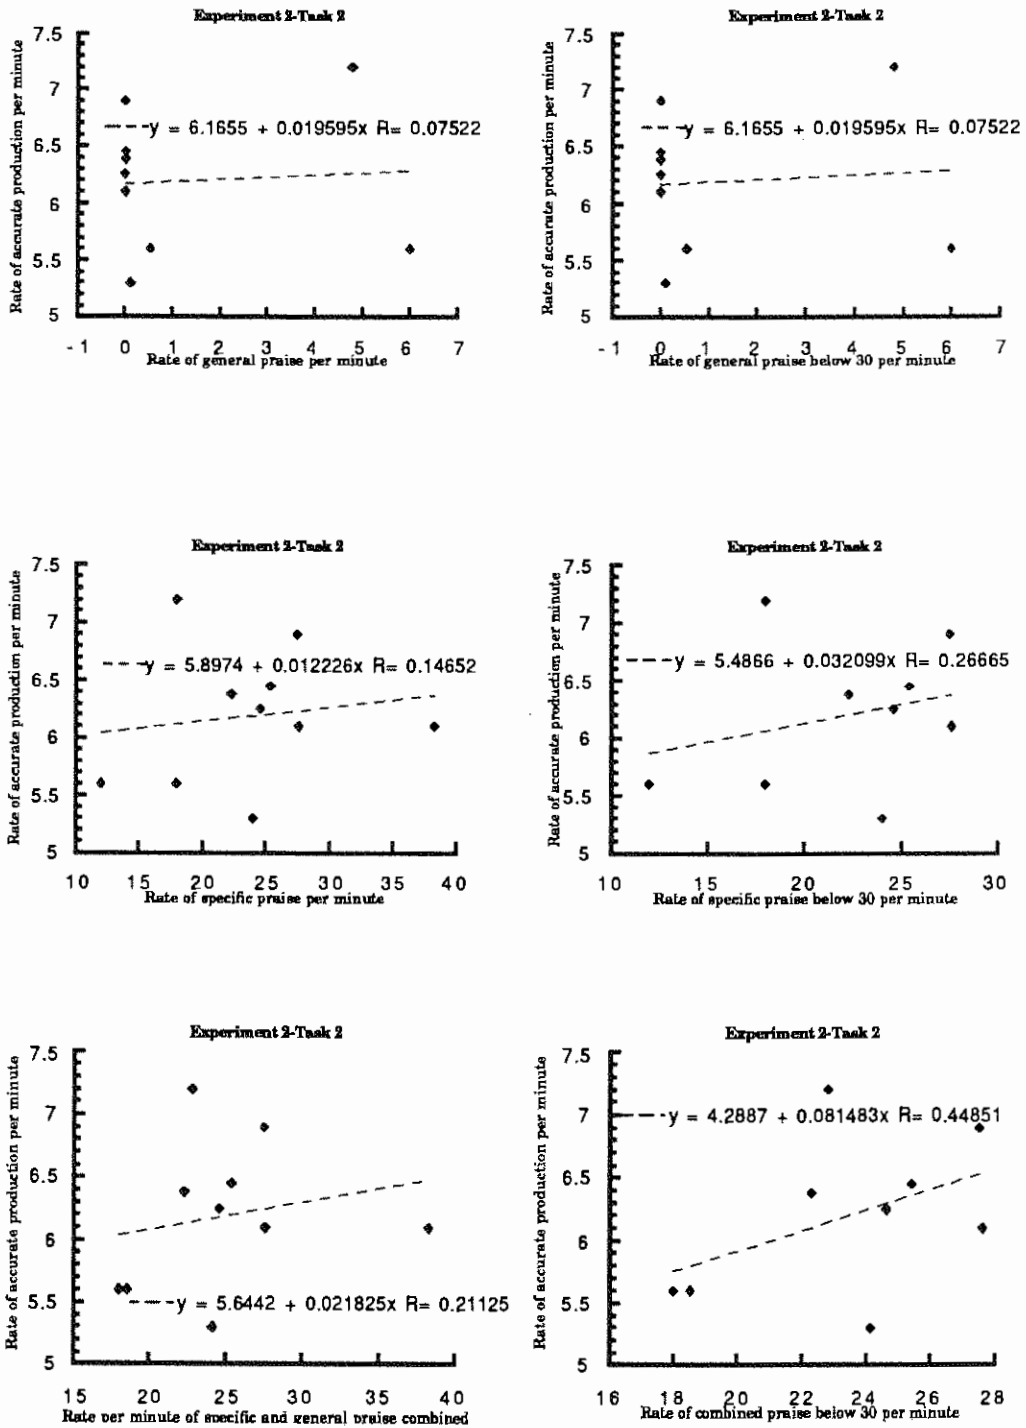 Experiment 2-Task 2
Rate of accurate production per minute
7.5
7
6.5
6
5.5
5
y = 6.1655 + 0.019595x R= 0.07522
-1 0 1 2 3 4 5 6 7
Rate of general praise per minute
Experiment 2-Task 2
Rate of accurate production per minute
7.5
7
6.5
6
5.5
5
y = 6.1655 + 0.019595x R= 0.07522
-1 0 1 2 3 4 5 6 7
Rate of general praise below 30 per minute
Experiment 2-Task 2
Rate of accurate production per minute
7.5
7
6.5
6
5.5
5
y = 5.8974 + 0.012226x R= 0.14652
10 15 20 25 30 35 40
Rate of specific praise per minute
Experiment 2-Task 2
Rate of accurate production per minute
7.5
7
6.5
6
5.5
5
y = 5.4866 + 0.032099x R= 0.26665
10 15 20 25 30
Rate of specific praise below 30 per minute
Experiment 2-Task 2
Rate of accurate production per minute
7.5
7
6.5
6
5.5
5
y = 5.6442 + 0.021825x R= 0.21125
15 20 25 30 35 40
Rate per minute of specific and general praise combined
Experiment 2-Task 2
Rate of accurate production per minute
7.5
7
6.5
6
5.5
5
y = 4.2887 + 0.081483x R= 0.44851
16 18 20 22 24 26 28
Rate of combined praise below 30 per minute